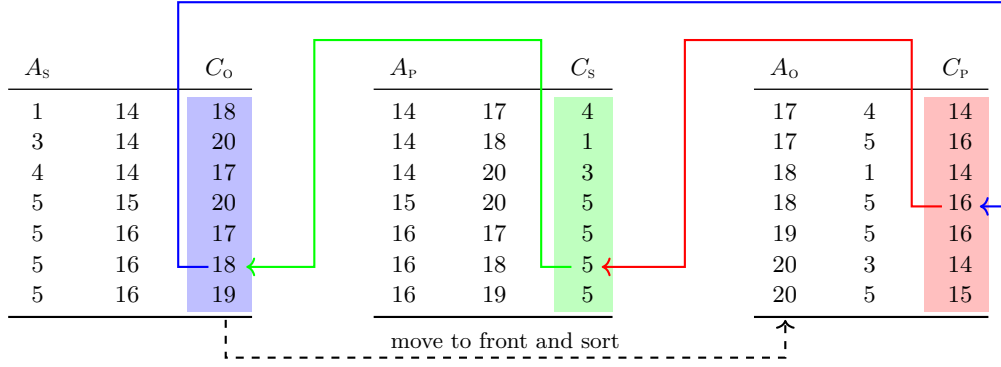 A_S C_O A_P C_S A_O C_P
1 14 18 14 17 4 17 4 14
3 14 20 14 18 1 17 5 16
4 14 17 14 20 3 18 1 14
5 15 20 15 20 5 18 5 16
5 16 17 16 17 5 19 5 16
5 16 18 16 18 5 20 3 14
5 16 19 16 19 5 20 5 15
move to front and sort